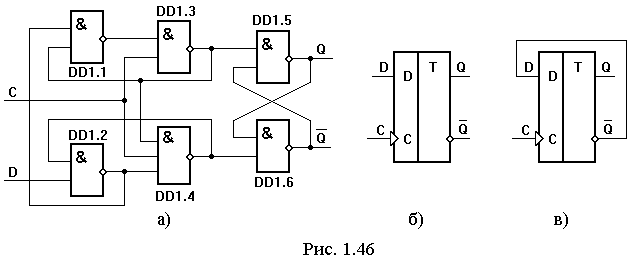 DD1.3
DD1.5
& & &
Q
DD1.1
C
DD1.2
& & &
Q̅
D
DD1.4
DD1.6
а)
D D T Q
C C Q̅
б)
D D T Q
C C Q̅
в)
Рис. 1.46